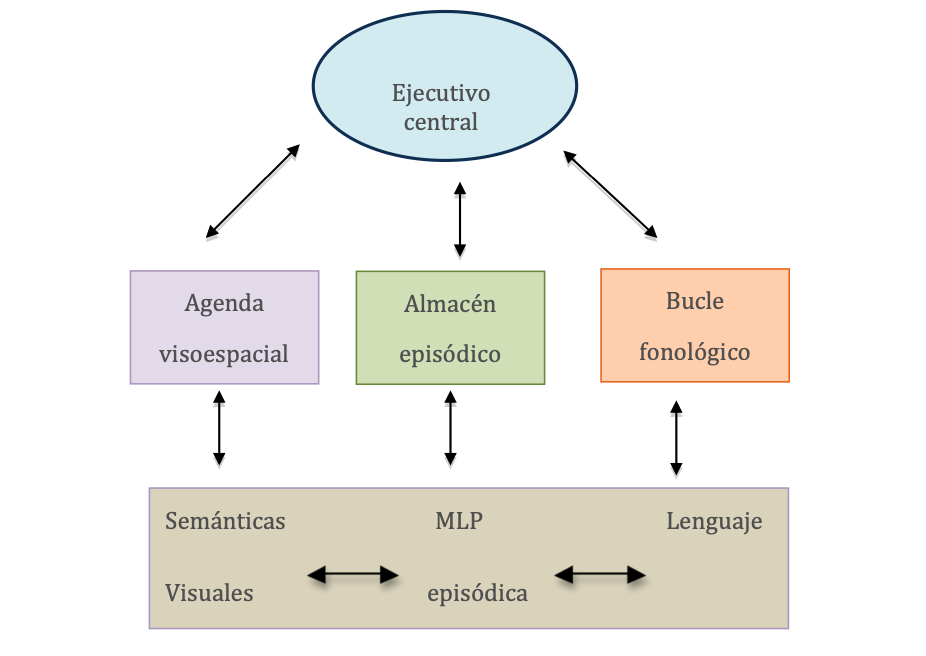 Ejecutivo
central
Agenda
visoespacial
Almacén
episódico
Bucle
fonológico
Semánticas
Visuales
MLP
episódica
Lenguaje